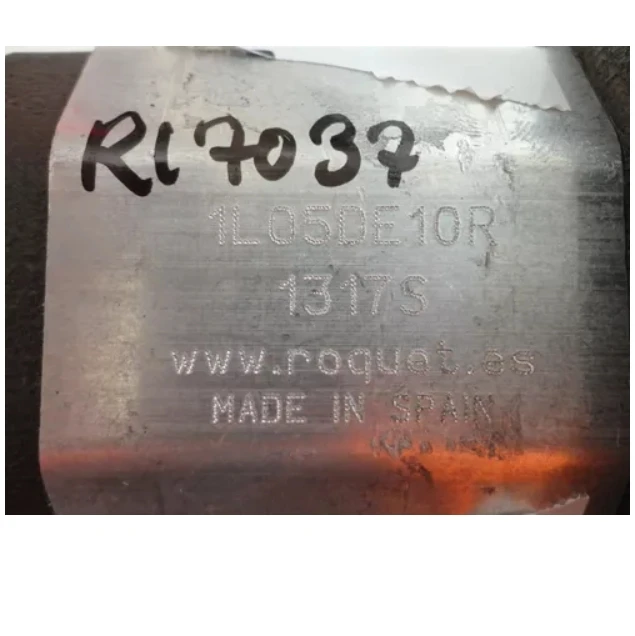 RI7037
1L05DE10R
1317S
www.roquet.es
MADE IN SPAIN